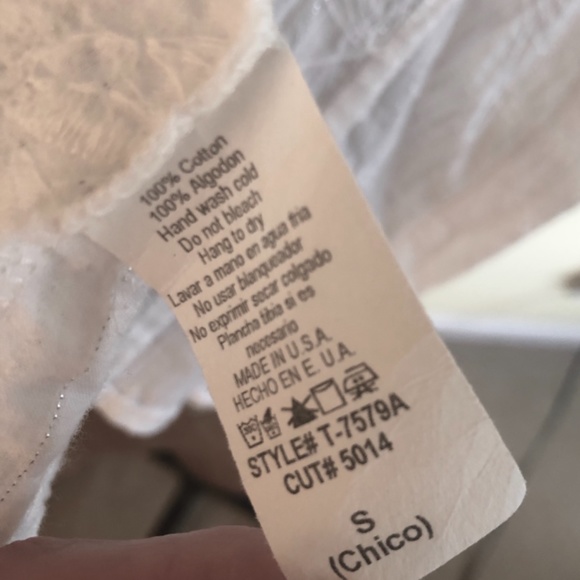 100% Cotton
100% Algodon
Hand wash cold
Do not bleach
Hang to dry
Lavar a mano en agua fria
No usar blanqueador
No exprimir secar colgado
Plancha tibia si es
necesario
MADE IN U.S.A.
HECHO EN E. U.A.
STYLE# T-7579A
CUT# 5014
S
(Chico)